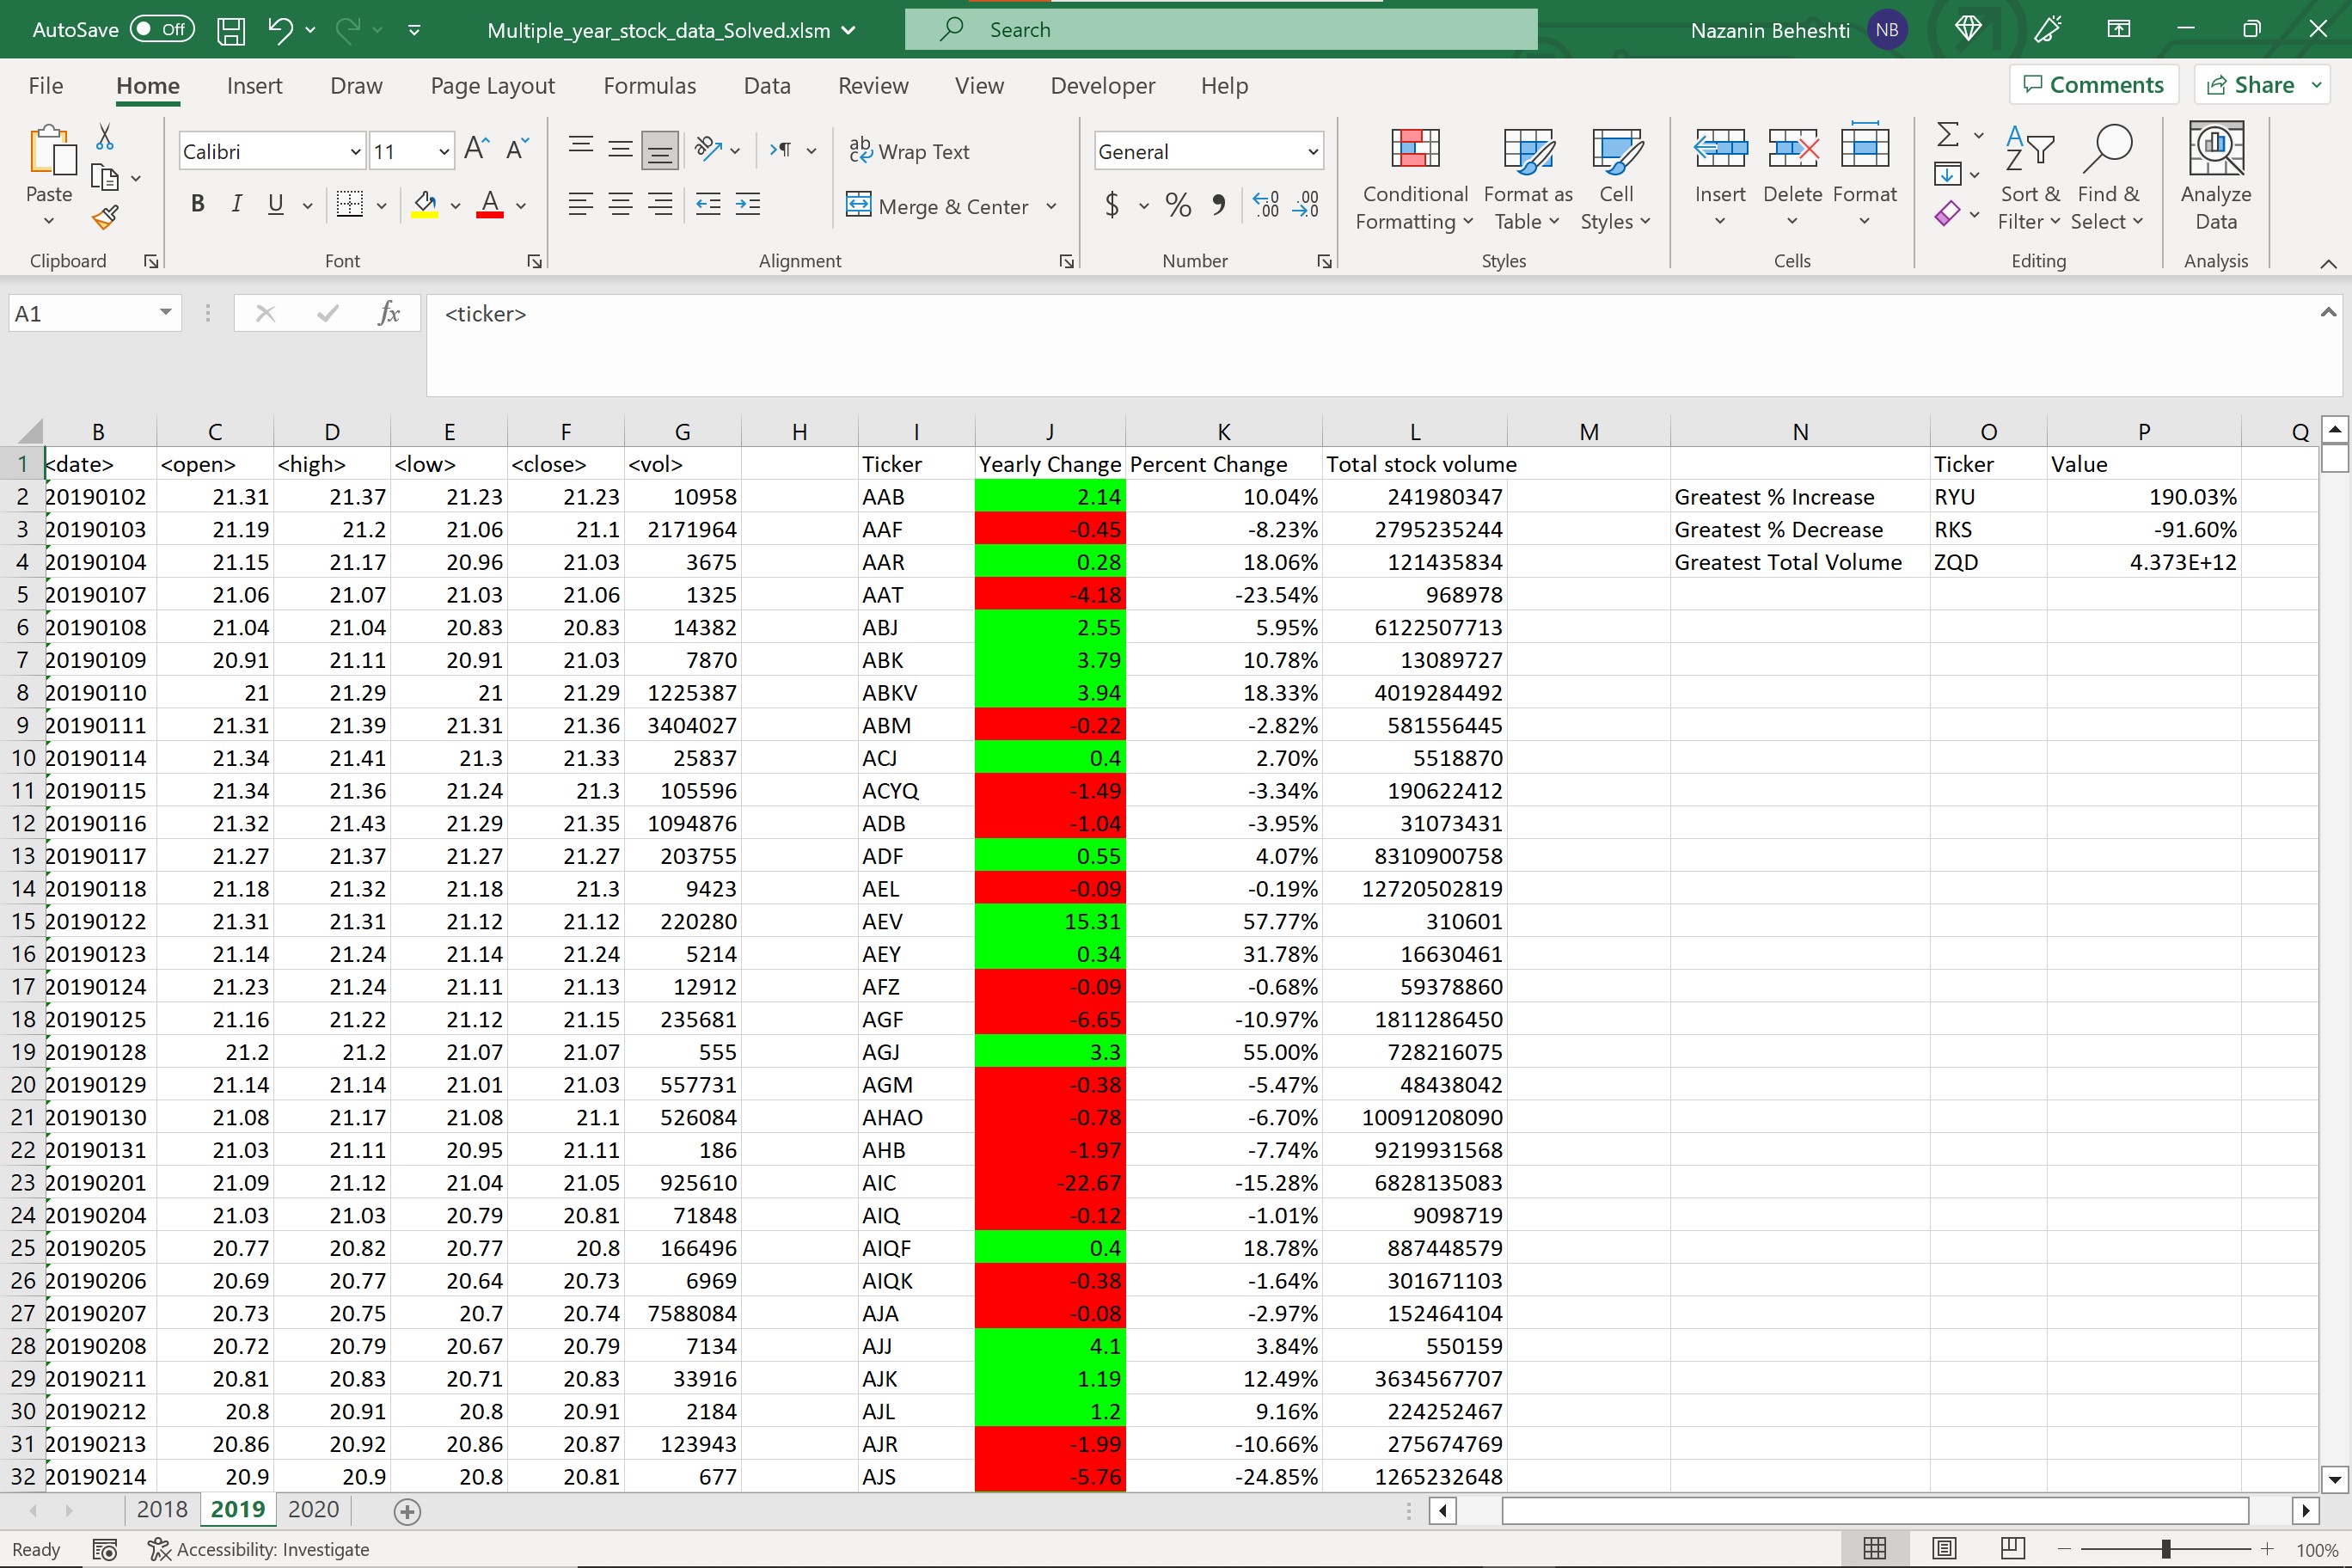 AutoSave Off Multiple_year_stock_data_Solved.xlsm Search Nazanin Beheshti NB
File Home Insert Draw Page Layout Formulas Data Review View Developer Help Comments Share
Paste Calibri 11 Wrap Text General Conditional Formatting Format as Table Cell Styles Insert Delete Format Sort & Filter Find & Select Analyze Data
B I U Merge & Center $ %
Clipboard Font Alignment Number Styles Cells Editing Analysis
A1 fx <ticker>
B C D E F G H I J K L M N O P Q
1 <date> <open> <high> <low> <close> <vol> Ticker Yearly Change Percent Change Total stock volume Ticker Value
2 20190102 21.31 21.37 21.23 21.23 10958 AAB 2.14 10.04% 241980347 Greatest % Increase RYU 190.03%
3 20190103 21.19 21.2 21.06 21.1 2171964 AAF -0.45 -8.23% 2795235244 Greatest % Decrease RKS -91.60%
4 20190104 21.15 21.17 20.96 21.03 3675 AAR 0.28 18.06% 121435834 Greatest Total Volume ZQD 4.373E+12
5 20190107 21.06 21.07 21.03 21.06 1325 AAT -4.18 -23.54% 968978
6 20190108 21.04 21.04 20.83 20.83 14382 ABJ 2.55 5.95% 6122507713
7 20190109 20.91 21.11 20.91 21.03 7870 ABK 3.79 10.78% 13089727
8 20190110 21 21.29 21 21.29 1225387 ABKV 3.94 18.33% 4019284492
9 20190111 21.31 21.39 21.31 21.36 3404027 ABM -0.22 -2.82% 581556445
10 20190114 21.34 21.41 21.3 21.33 25837 ACJ 0.4 2.70% 5518870
11 20190115 21.34 21.36 21.24 21.3 105596 ACYQ -1.49 -3.34% 190622412
12 20190116 21.32 21.43 21.29 21.35 1094876 ADB -1.04 -3.95% 31073431
13 20190117 21.27 21.37 21.27 21.27 203755 ADF 0.55 4.07% 8310900758
14 20190118 21.18 21.32 21.18 21.3 9423 AEL -0.09 -0.19% 12720502819
15 20190122 21.31 21.31 21.12 21.12 220280 AEV 15.31 57.77% 310601
16 20190123 21.14 21.24 21.14 21.24 5214 AEY 0.34 31.78% 16630461
17 20190124 21.23 21.24 21.11 21.13 12912 AFZ -0.09 -0.68% 59378860
18 20190125 21.16 21.22 21.12 21.15 235681 AGF -6.65 -10.97% 1811286450
19 20190128 21.2 21.2 21.07 21.07 555 AGJ 3.3 55.00% 728216075
20 20190129 21.14 21.14 21.01 21.03 557731 AGM -0.38 -5.47% 48438042
21 20190130 21.08 21.17 21.08 21.1 526084 AHAO -0.78 -6.70% 10091208090
22 20190131 21.03 21.11 20.95 21.11 186 AHB -1.97 -7.74% 9219931568
23 20190201 21.09 21.12 21.04 21.05 925610 AIC -22.67 -15.28% 6828135083
24 20190204 21.03 21.03 20.79 20.81 71848 AIQ -0.12 -1.01% 9098719
25 20190205 20.77 20.82 20.77 20.8 166496 AIQF 0.4 18.78% 887448579
26 20190206 20.69 20.77 20.64 20.73 6969 AIQK -0.38 -1.64% 301671103
27 20190207 20.73 20.75 20.7 20.74 7588084 AJA -0.08 -2.97% 152464104
28 20190208 20.72 20.79 20.67 20.79 7134 AJJ 4.1 3.84% 550159
29 20190211 20.81 20.83 20.71 20.83 33916 AJK 1.19 12.49% 3634567707
30 20190212 20.8 20.91 20.8 20.91 2184 AJL 1.2 9.16% 224252467
31 20190213 20.86 20.92 20.86 20.87 123943 AJR -1.99 -10.66% 275674769
32 20190214 20.9 20.9 20.8 20.81 677 AJS -5.76 -24.85% 1265232648
2018 2019 2020
Ready Accessibility: Investigate 100%